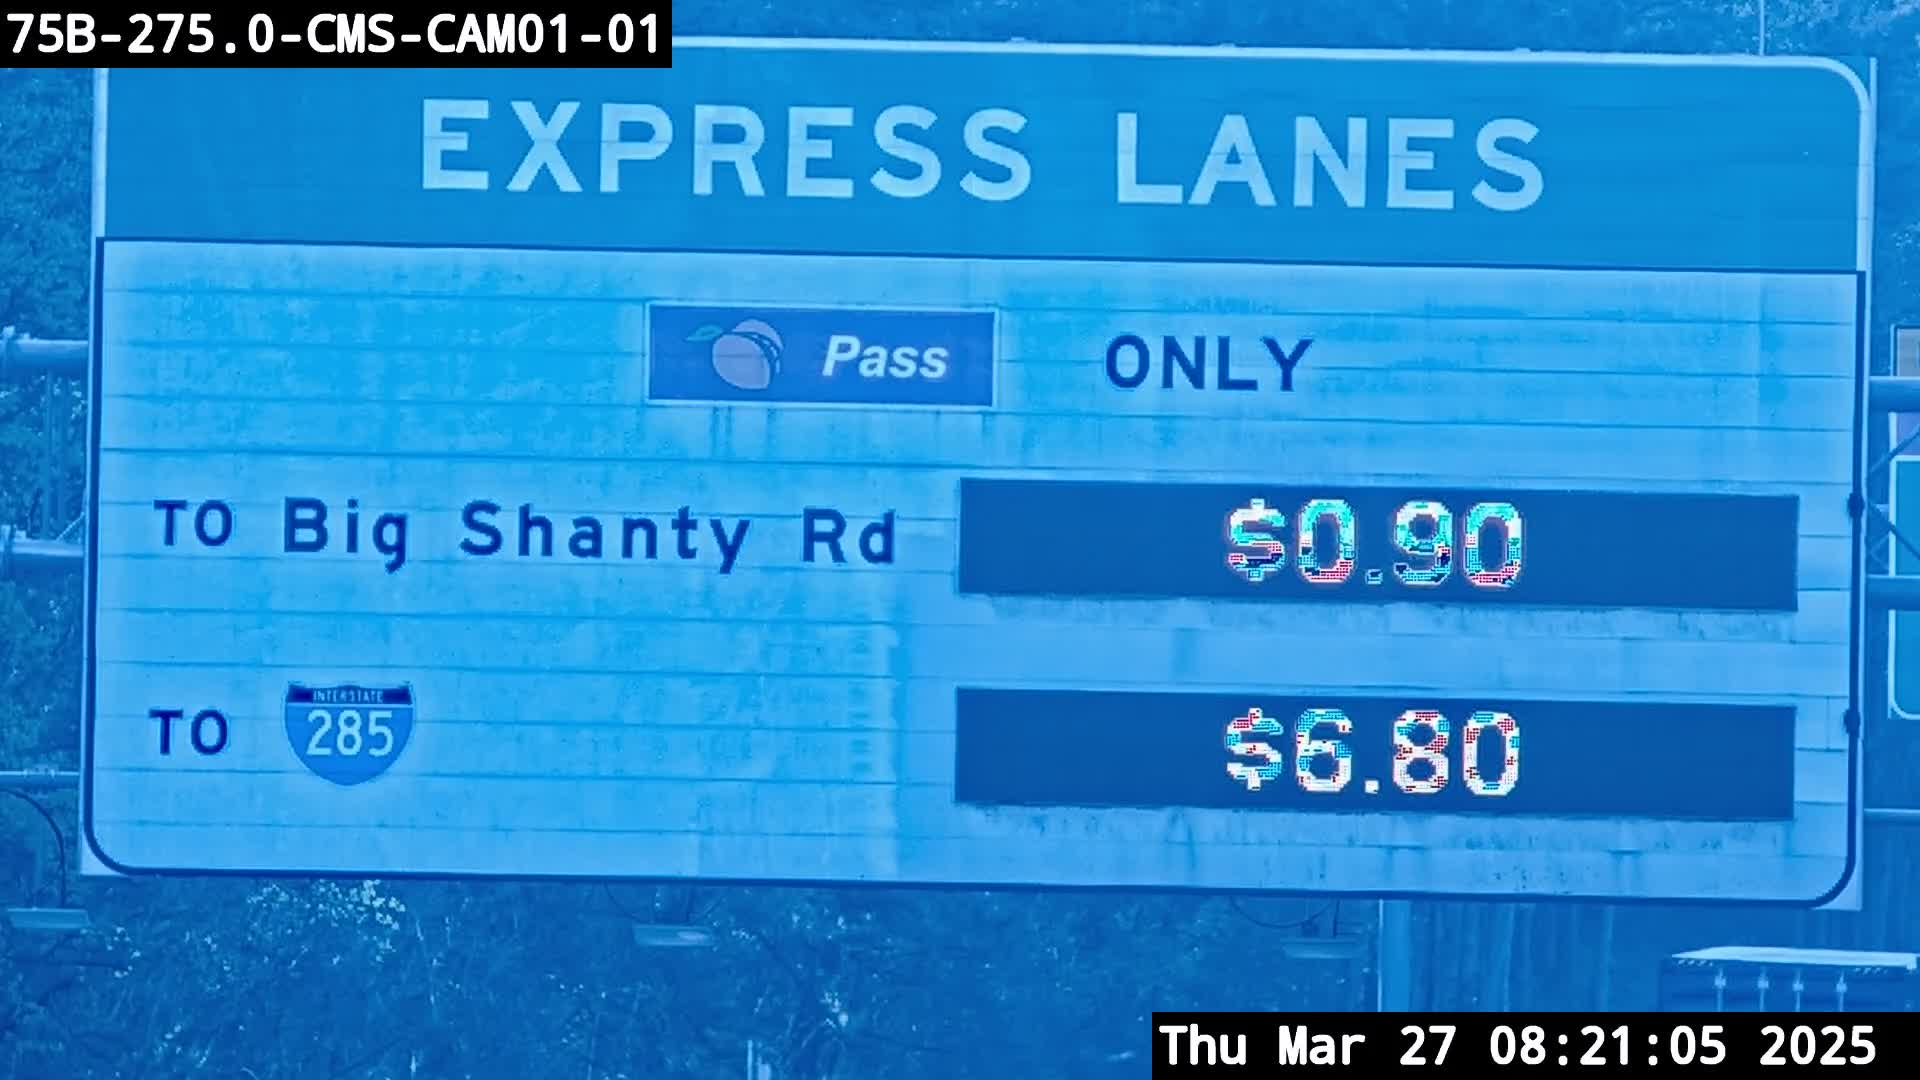 75B-275.0-CMS-CAM01-01
EXPRESS LANES
Pass ONLY
TO Big Shanty Rd $0.90
INTERSTATE
TO 285 $6.80
Thu Mar 27 08:21:05 2025